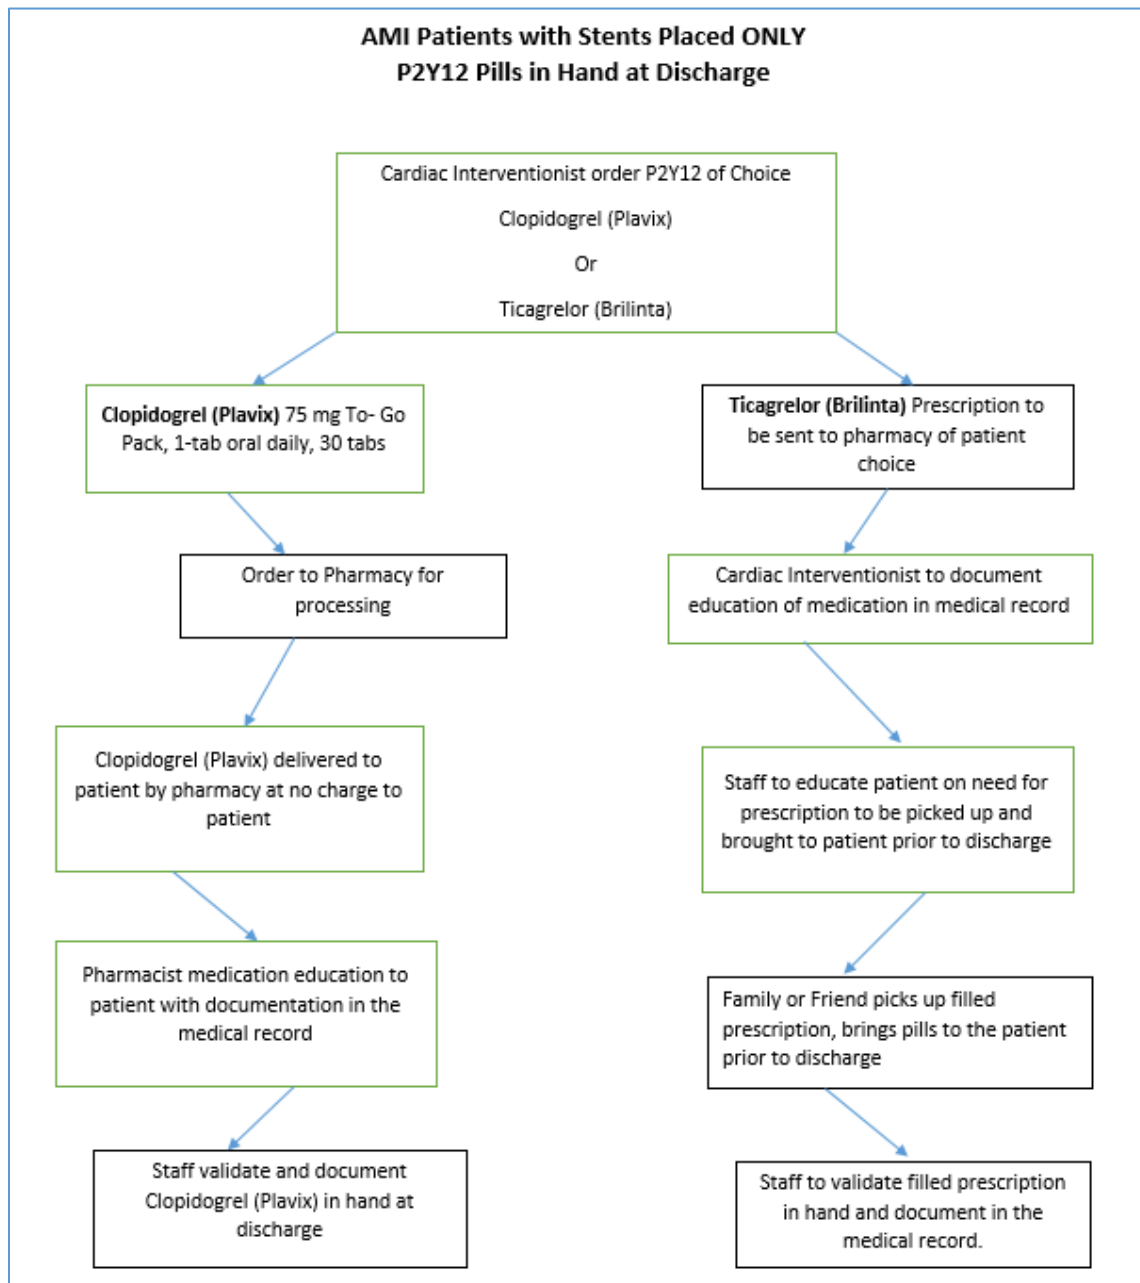 AMI Patients with Stents Placed ONLY
P2Y12 Pills in Hand at Discharge
Cardiac Interventionist order P2Y12 of Choice
Clopidogrel (Plavix)
Or
Ticagrelor (Brilinta)
Clopidogrel (Plavix) 75 mg To- Go
Pack, 1-tab oral daily, 30 tabs
Order to Pharmacy for
processing
Clopidogrel (Plavix) delivered to
patient by pharmacy at no charge to
patient
Pharmacist medication education to
patient with documentation in the
medical record
Staff validate and document
Clopidogrel (Plavix) in hand at
discharge
Ticagrelor (Brilinta) Prescription to
be sent to pharmacy of patient
choice
Cardiac Interventionist to document
education of medication in medical record
Staff to educate patient on need for
prescription to be picked up and
brought to patient prior to discharge
Family or Friend picks up filled
prescription, brings pills to the patient
prior to discharge
Staff to validate filled prescription
in hand and document in the
medical record.